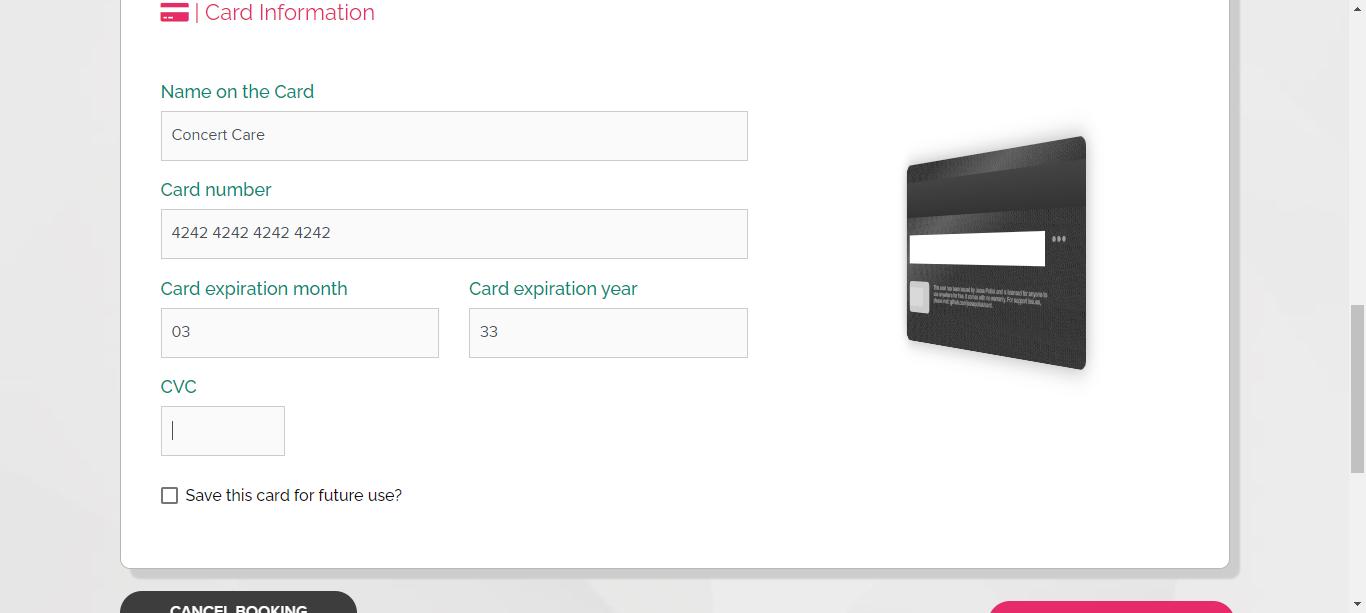 | Card Information
Name on the Card
Concert Care
Card number
4242 4242 4242 4242
Card expiration month
Card expiration year
03
33
CVC
Save this card for future use?
CANCEL BOOKING